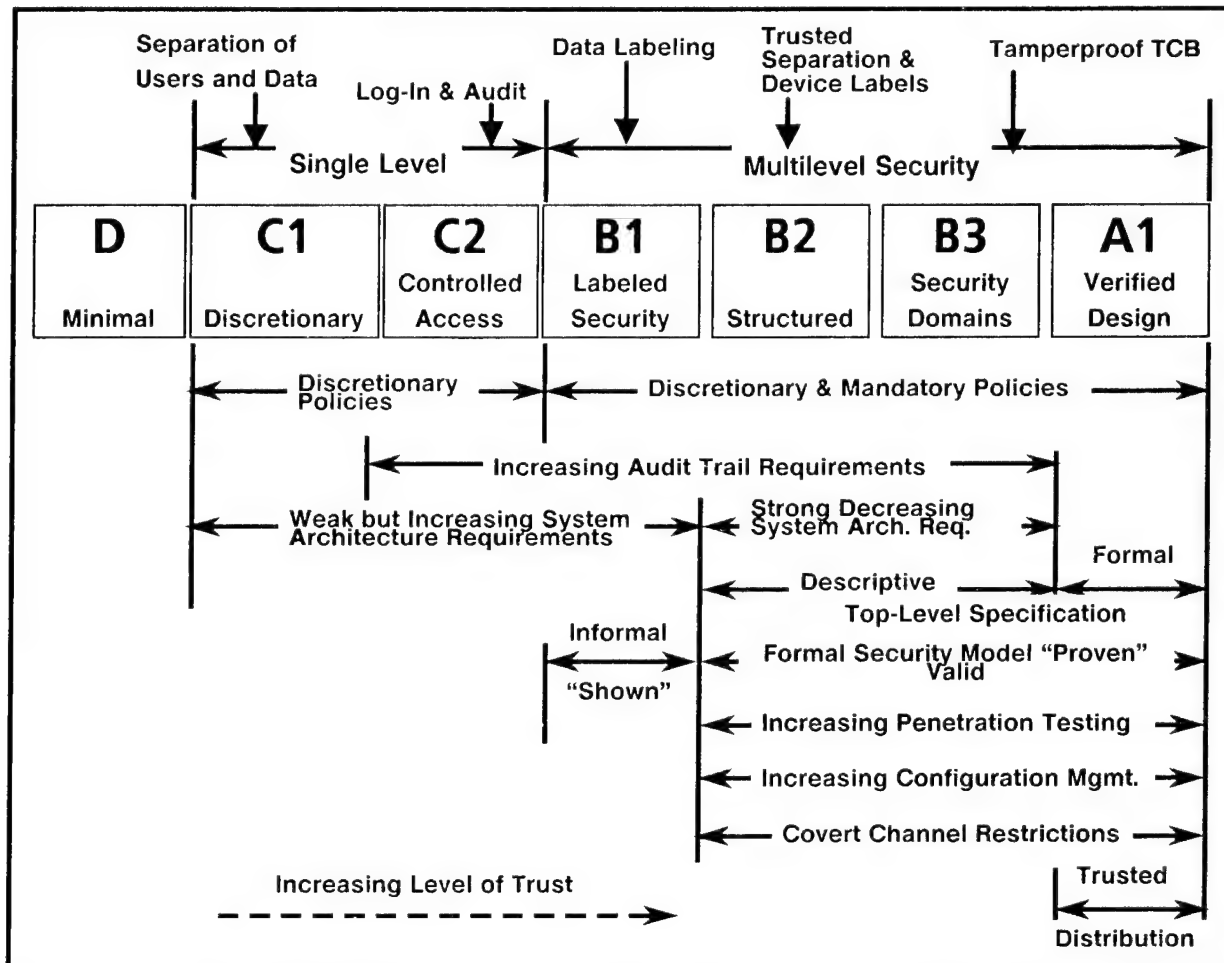 Separation of
Users and Data
Log-In & Audit
Data Labeling
Trusted
Separation &
Device Labels
Tamperproof TCB
Single Level
Multilevel Security
D
Minimal
C1
Discretionary
C2
Controlled
Access
B1
Labeled
Security
B2
Structured
B3
Security
Domains
A1
Verified
Design
Discretionary
Policies
Discretionary & Mandatory Policies
Increasing Audit Trail Requirements
Weak but Increasing System
Architecture Requirements
Strong Decreasing
System Arch. Req.
Descriptive
Formal
Top-Level Specification
Informal
“Shown”
Formal Security Model “Proven”
Valid
Increasing Penetration Testing
Increasing Configuration Mgmt.
Covert Channel Restrictions
Increasing Level of Trust
Trusted
Distribution